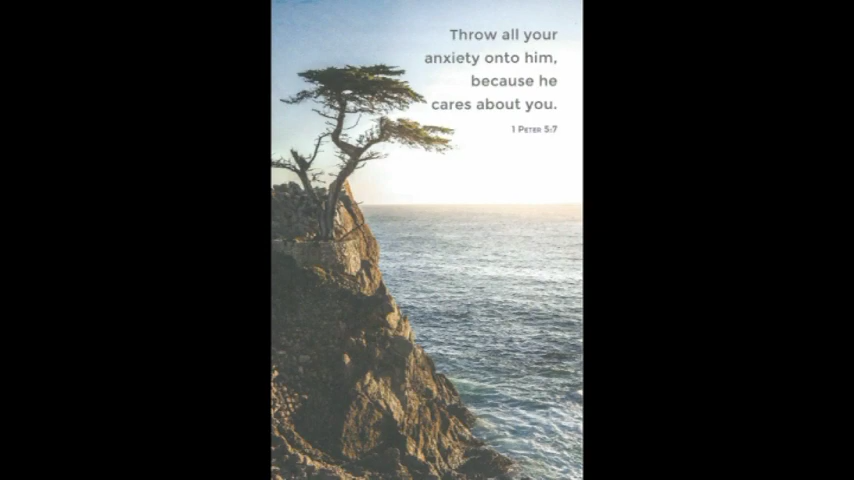 Throw all your
anxiety onto him,
because he
cares about you.
1 Peter 5:7